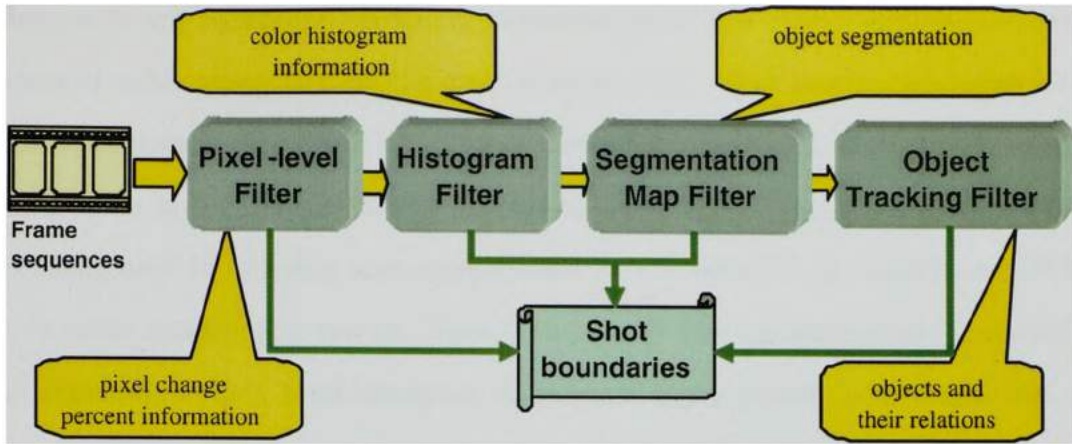 color histogram
information
object segmentation
Pixel-level
Filter
Histogram
Filter
Segmentation
Map Filter
Object
Tracking Filter
Frame
sequences
Shot
boundaries
pixel change
percent information
objects and
their relations